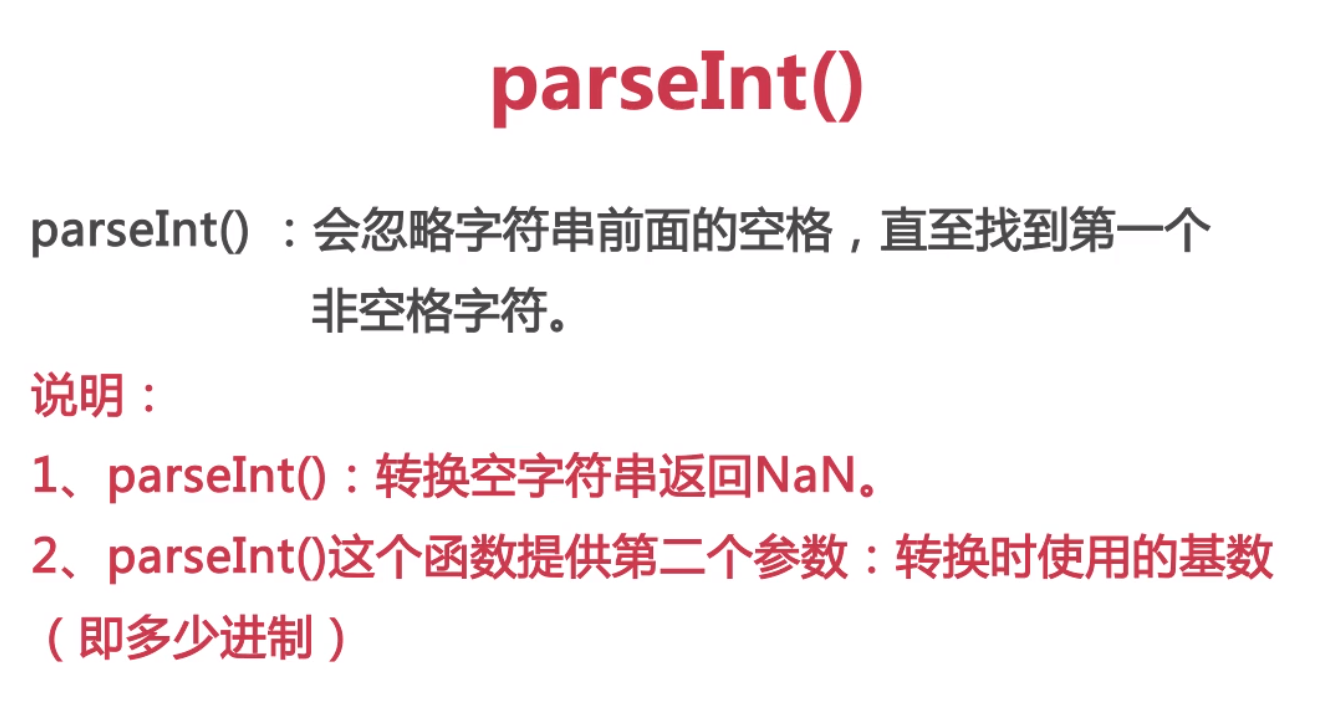 parseInt()
parseInt() ：会忽略字符串前面的空格，直至找到第一个
非空格字符。
说明：
1、parseInt()：转换空字符串返回NaN。
2、parseInt()这个函数提供第二个参数：转换时使用的基数
（即多少进制）